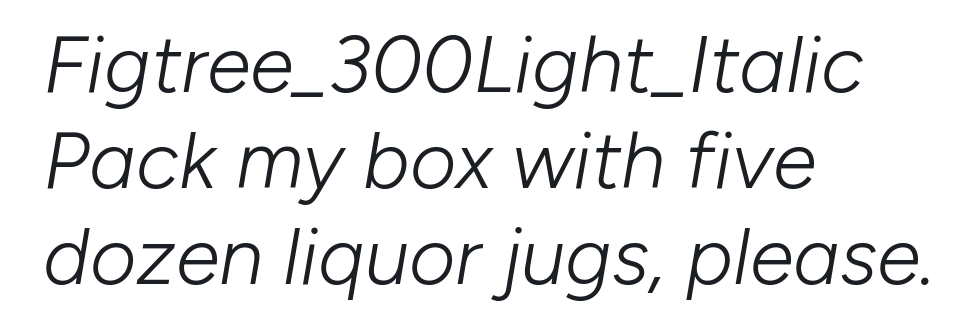 Figtree_300Light_Italic
Pack my box with five
dozen liquor jugs, please.